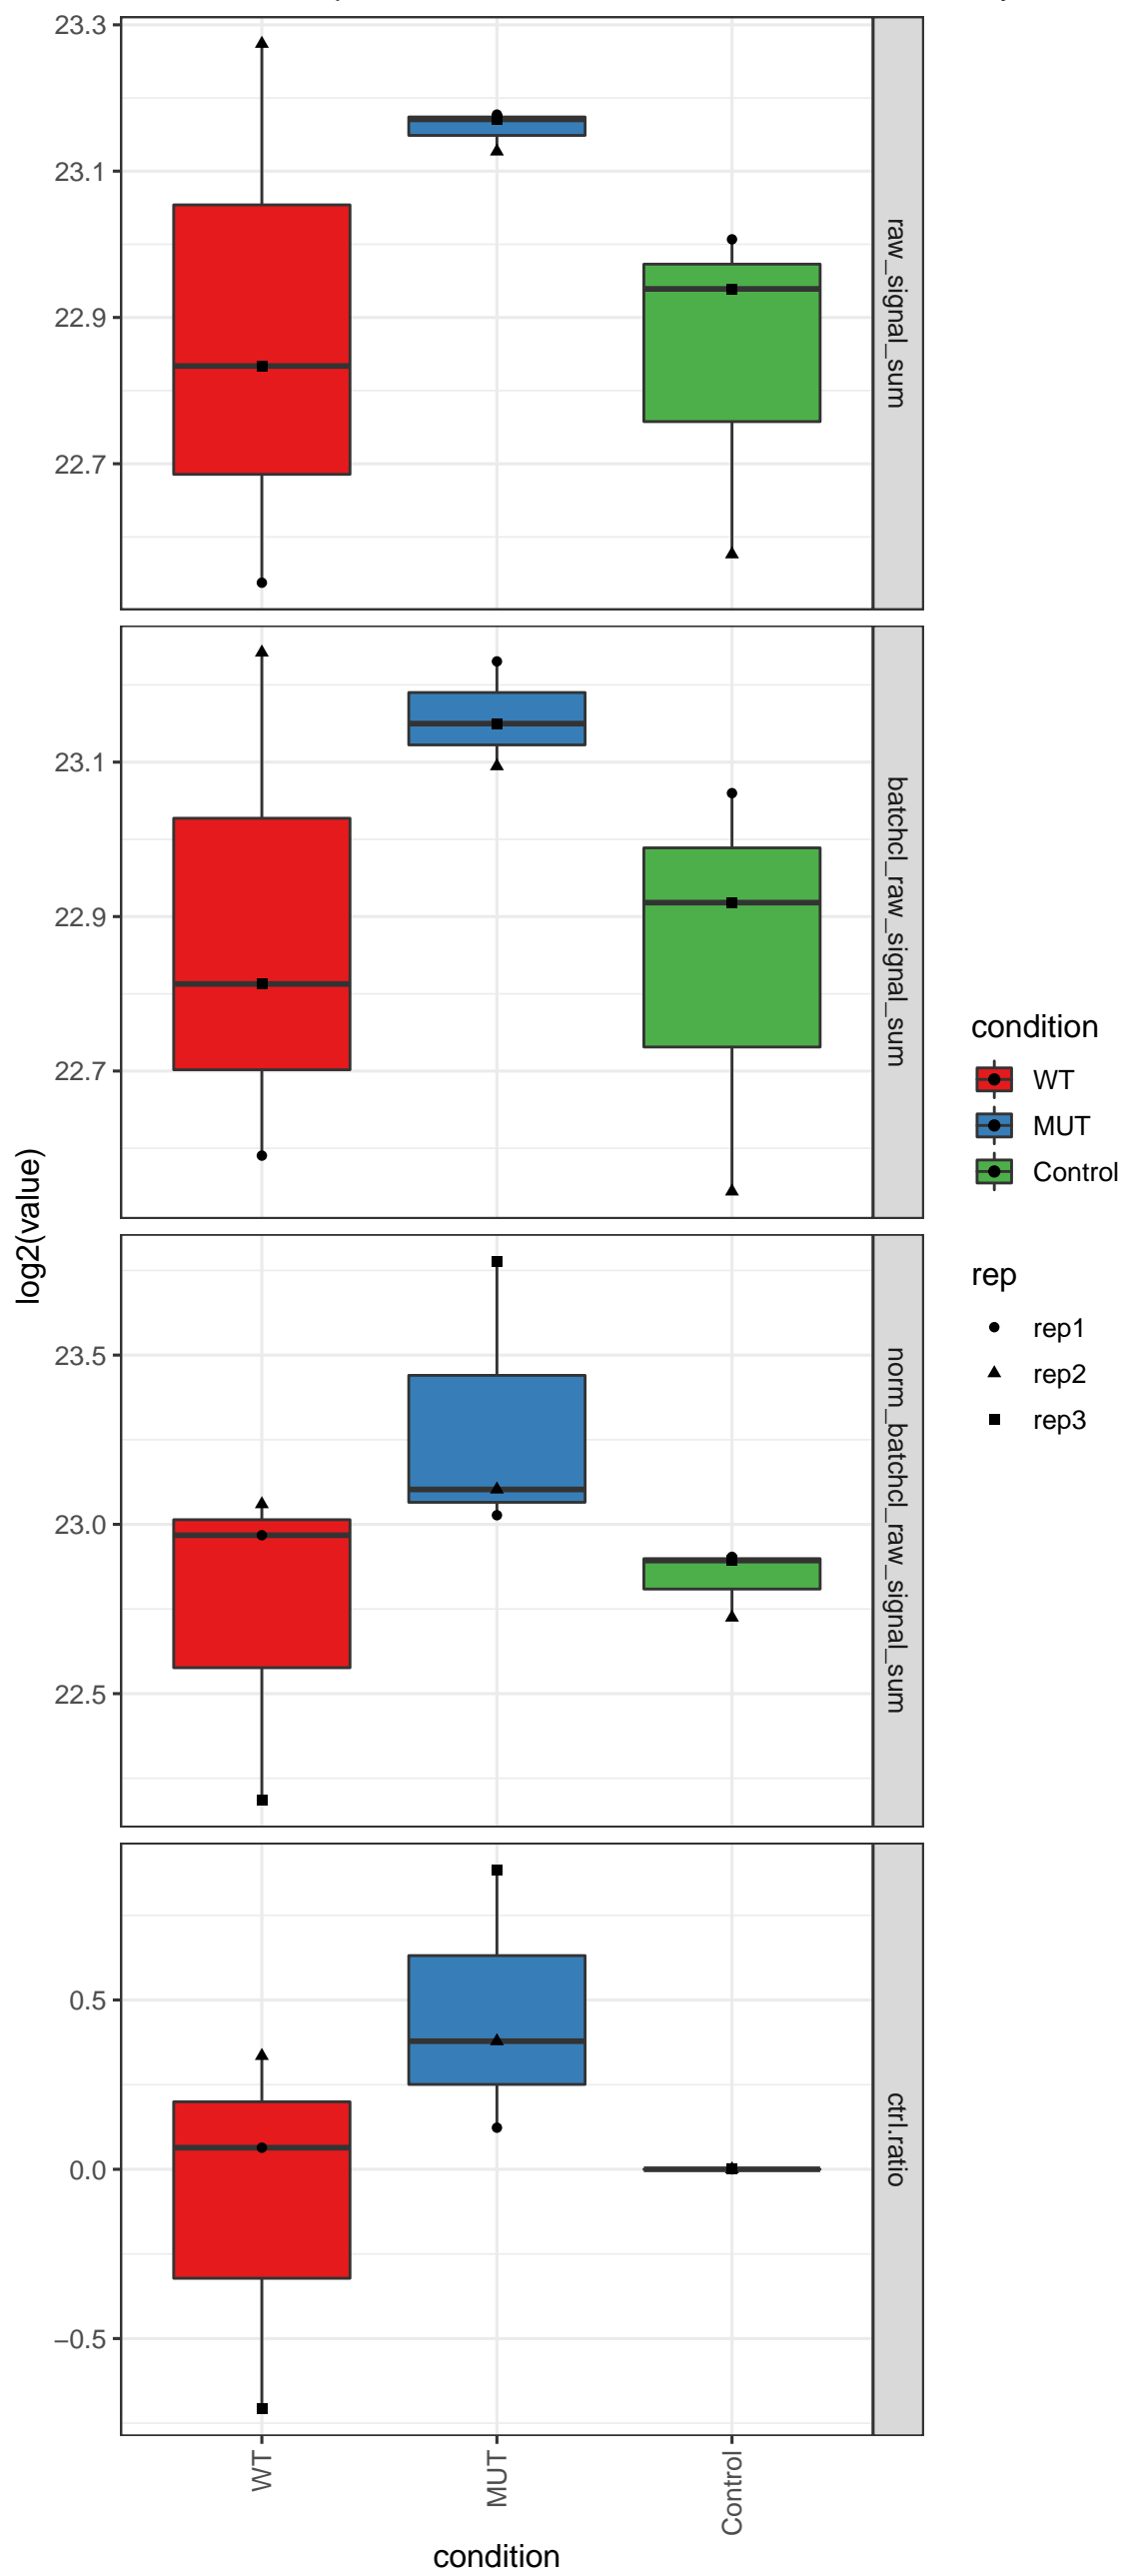 23.3
23.1
22.9
22.7
raw_signal_sum
23.1
22.9
22.7
batchcl_raw_signal_sum
23.5
23.0
22.5
norm_batchcl_raw_signal_sum
0.5
0.0
−0.5
ctrl.ratio
log2(value)
WT
MUT
Control
condition
condition
WT
MUT
Control
rep
rep1
rep2
rep3